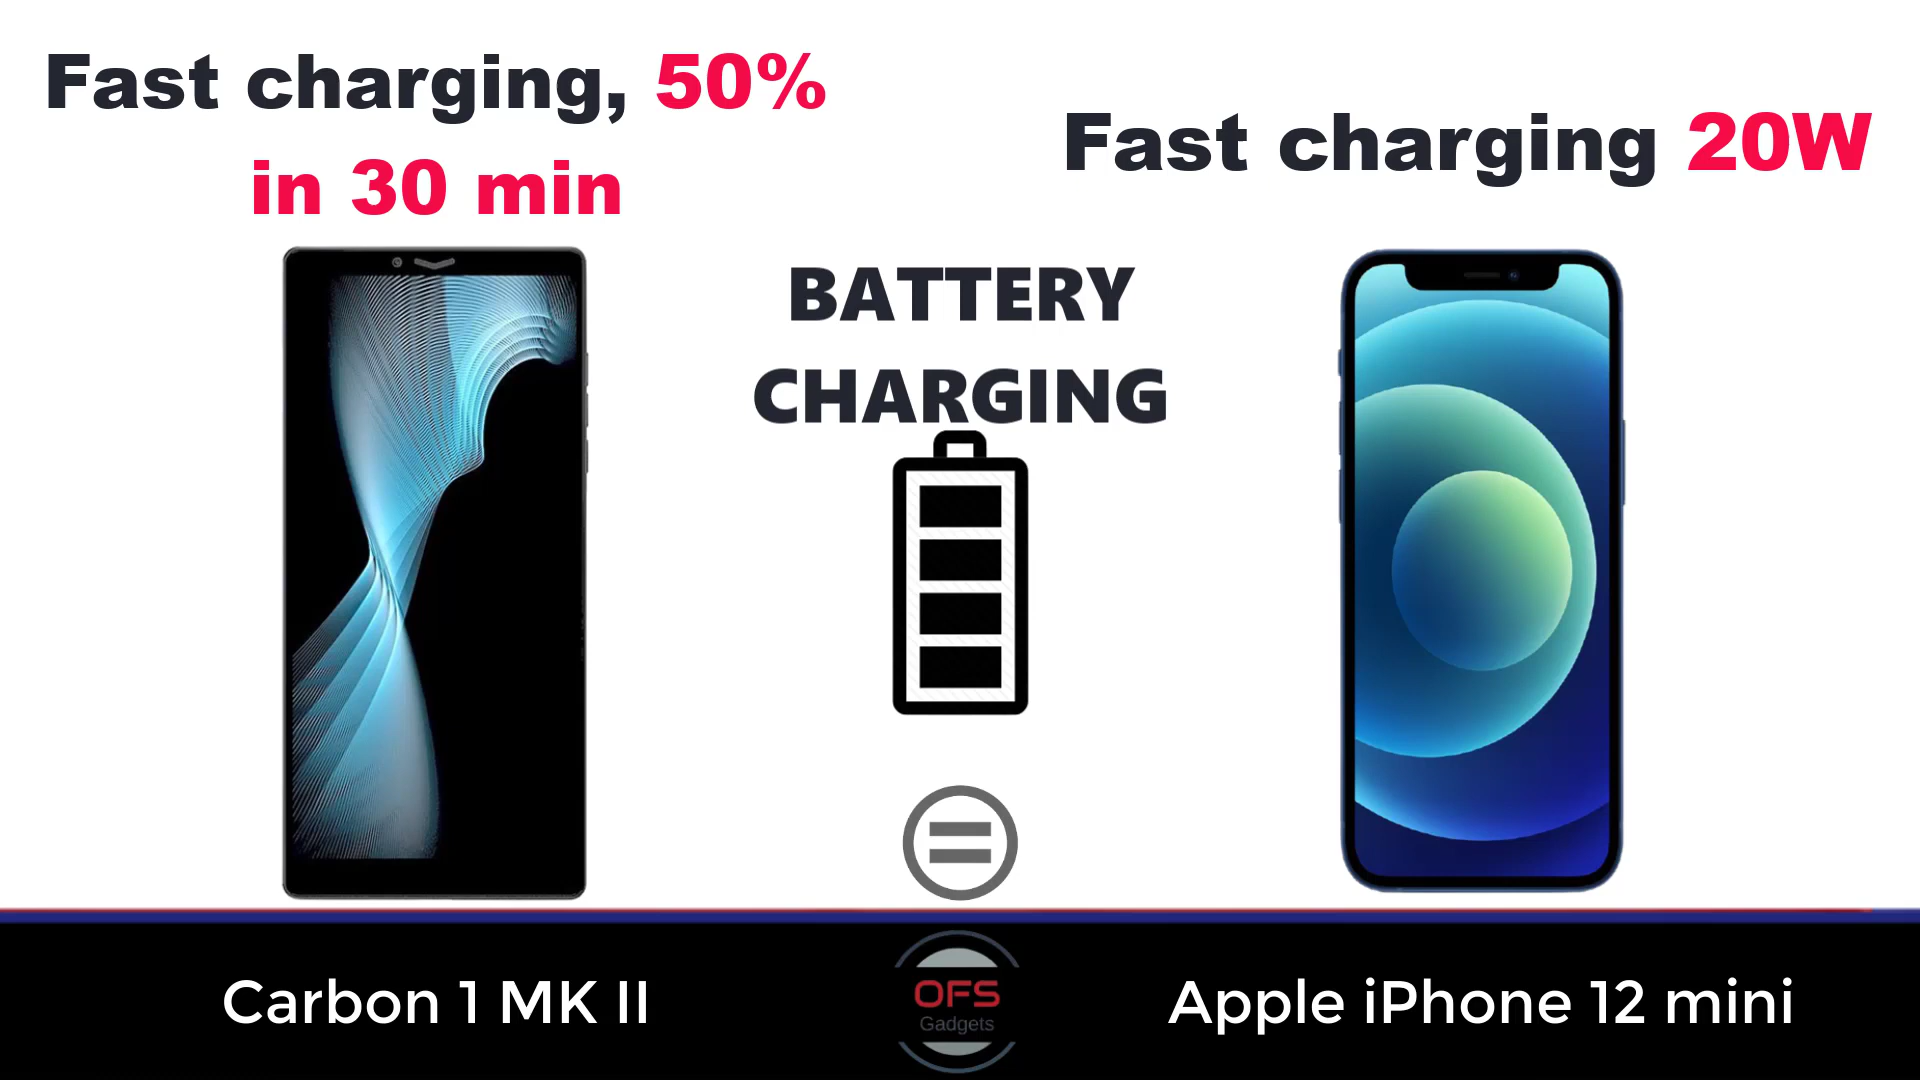 Fast charging, 50%
in 30 min
Fast charging 20W
BATTERY
CHARGING
Carbon 1 MK II
OFS
Gadgets
Apple iPhone 12 mini